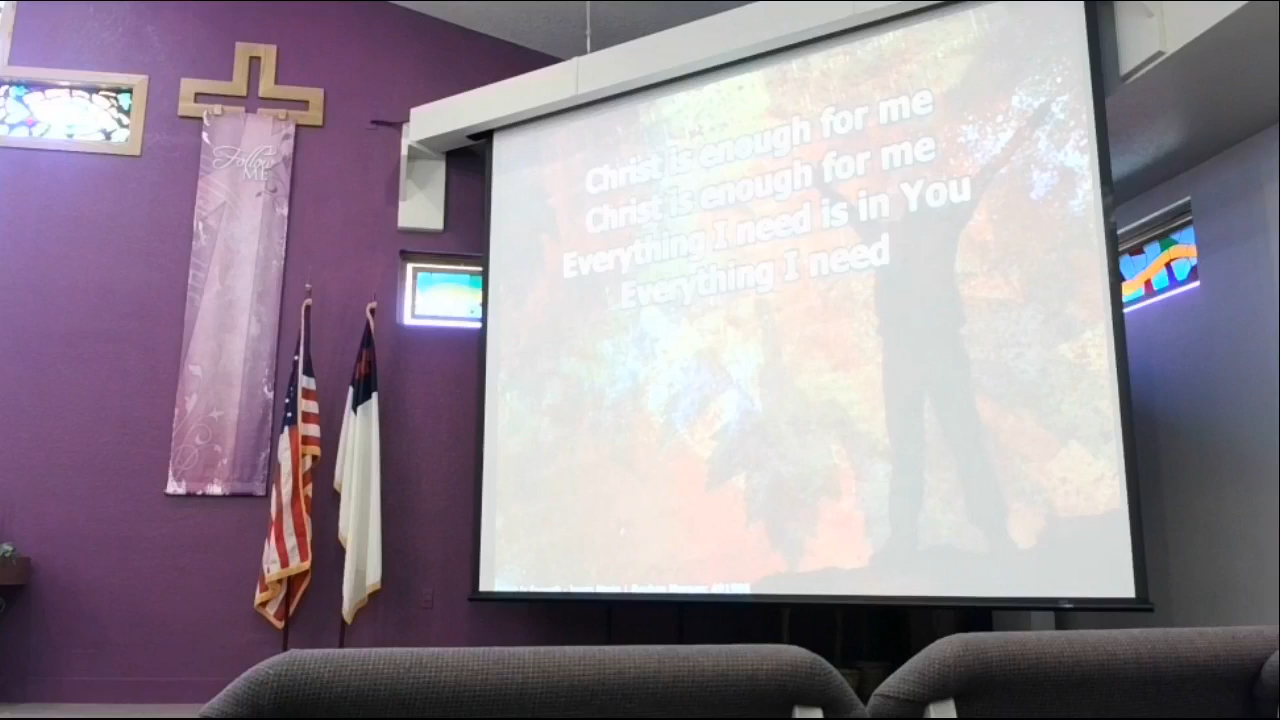 Follow
ME
Christ is enough for me
Christ is enough for me
Everything I need is in You
Everything I need